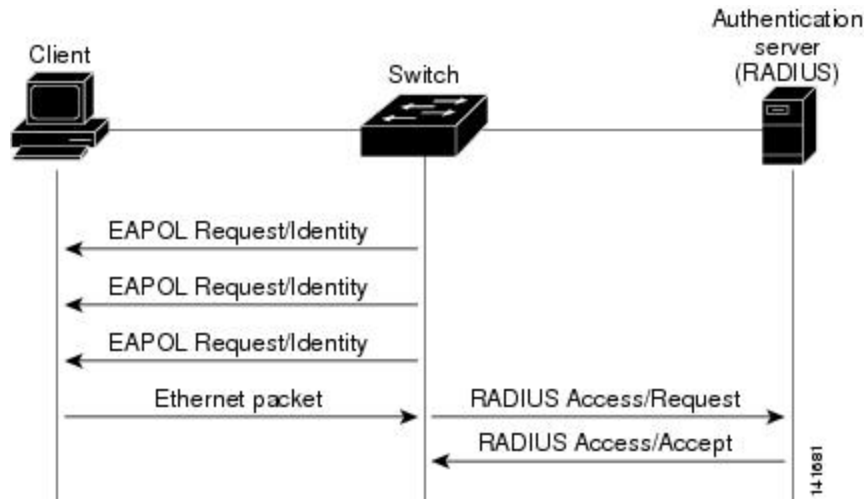 Client
Switch
Authentication
server
(RADIUS)
EAPOL Request/Identity
EAPOL Request/Identity
EAPOL Request/Identity
Ethernet packet
RADIUS Access/Request
RADIUS Access/Accept
141681